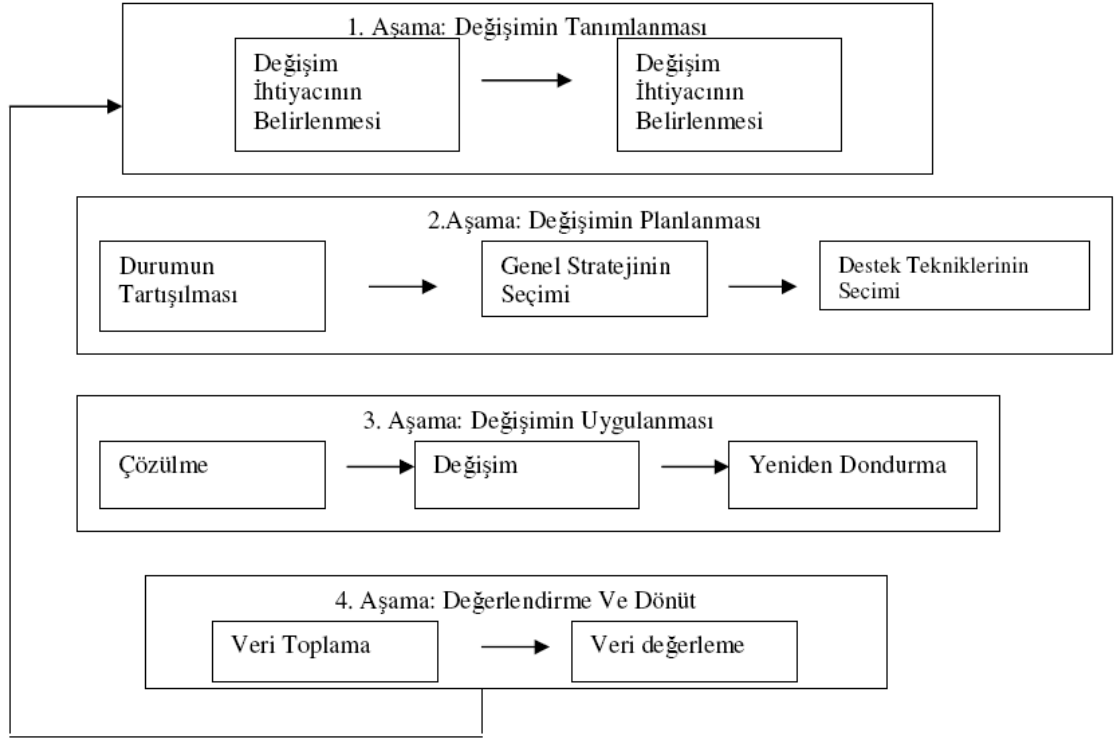 1. Aşama: Değişimin Tanımlanması
Değişim
İhtiyacının
Belirlenmesi
Değişim
İhtiyacının
Belirlenmesi
2.Aşama: Değişimin Planlanması
Durumun
Tartışılması
Genel Stratejinin
Seçimi
Destek Tekniklerinin
Secimi
3. Aşama: Değişimin Uygulanması
Çözülme
Değişim
Yeniden Dondurma
4. Aşama: Değerlendirme Ve Dönüt
Veri Toplama
Veri değerleme